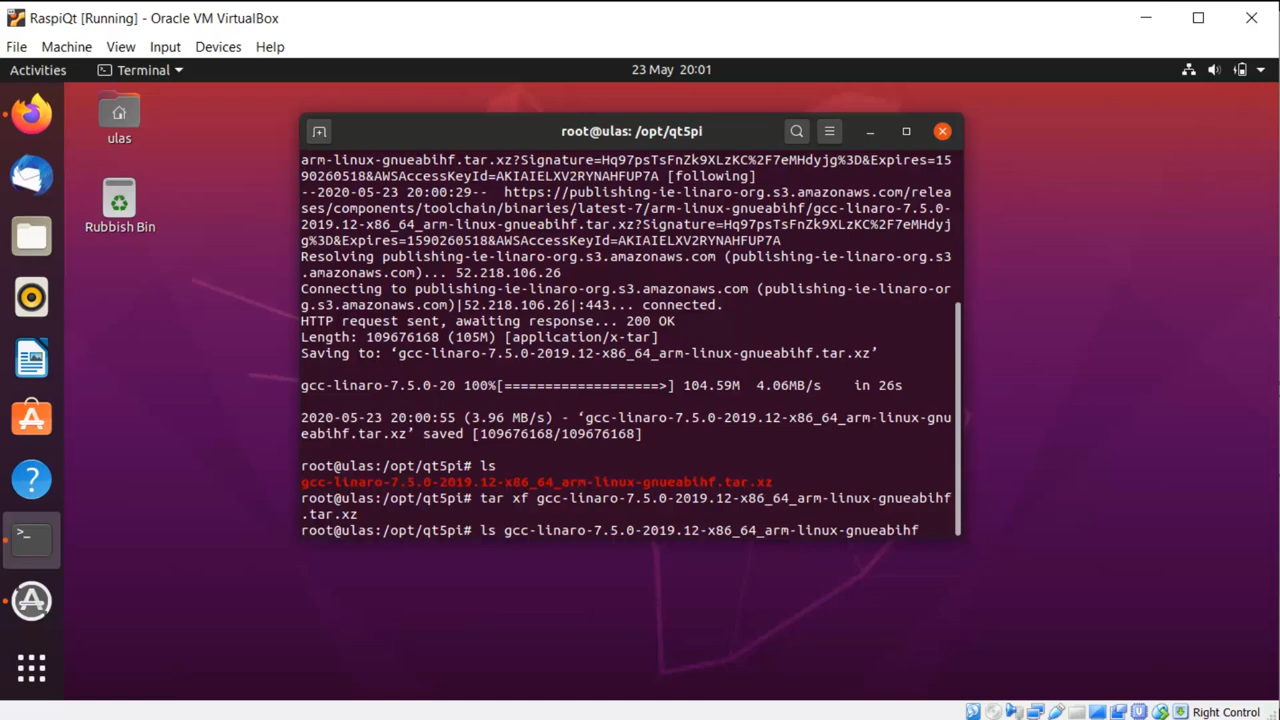 RaspiQt [Running] - Oracle VM VirtualBox
File Machine View Input Devices Help
Activities Terminal 23 May 20:01
ulas
Rubbish Bin
root@ulas: /opt/qt5pi
arm-linux-gnueabihf.tar.xz?Signature=Hq97psTsFnZk9XLzKC%2F7eMHdyjg%3D&Expires=15
90260518&AWSAccessKeyId=AKIAIELXV2RYNAHFUP7A [following]
--2020-05-23 20:00:29-- https://publishing-ie-linaro-org.s3.amazonaws.com/relea
ses/components/toolchain/binaries/latest-7/arm-linux-gnueabihf/gcc-linaro-7.5.0-
2019.12-x86_64_arm-linux-gnueabihf.tar.xz?Signature=Hq97psTsFnZk9XLzKC%2F7eMHdyj
g%3D&Expires=1590260518&AWSAccessKeyId=AKIAIELXV2RYNAHFUP7A
Resolving publishing-ie-linaro-org.s3.amazonaws.com (publishing-ie-linaro-org.s3
.amazonaws.com)... 52.218.106.26
Connecting to publishing-ie-linaro-org.s3.amazonaws.com (publishing-ie-linaro-or
g.s3.amazonaws.com)|52.218.106.26|:443... connected.
HTTP request sent, awaiting response... 200 OK
Length: 109676168 (105M) [application/x-tar]
Saving to: ‘gcc-linaro-7.5.0-2019.12-x86_64_arm-linux-gnueabihf.tar.xz’
gcc-linaro-7.5.0-20 100%[===================>] 104.59M 4.06MB/s in 26s
2020-05-23 20:00:55 (3.96 MB/s) - ‘gcc-linaro-7.5.0-2019.12-x86_64_arm-linux-gnu
eabihf.tar.xz’ saved [109676168/109676168]
root@ulas:/opt/qt5pi# ls
gcc-linaro-7.5.0-2019.12-x86_64_arm-linux-gnueabihf.tar.xz
root@ulas:/opt/qt5pi# tar xf gcc-linaro-7.5.0-2019.12-x86_64_arm-linux-gnueabihf
.tar.xz
root@ulas:/opt/qt5pi# ls gcc-linaro-7.5.0-2019.12-x86_64_arm-linux-gnueabihf
Right Control